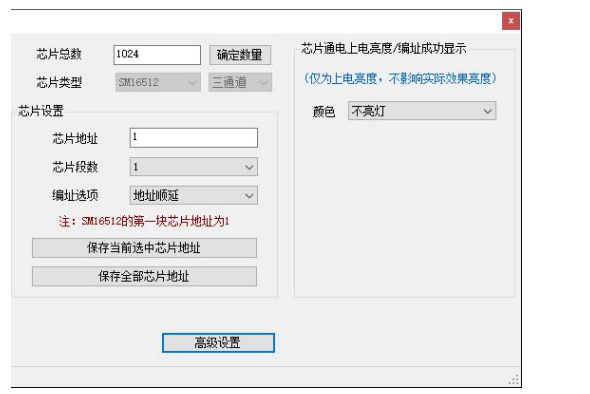 芯片总数 1024 确定数量
芯片类型 SM16512 三通道
芯片设置
芯片地址 1
芯片段数 1
编址选项 地址顺延
注：SM16512的第一块芯片地址为1
保存当前选中芯片地址
保存全部芯片地址
芯片通电上电亮度/编址成功显示
（仅为上电亮度，不影响实际效果亮度）
颜色 不亮灯
高级设置